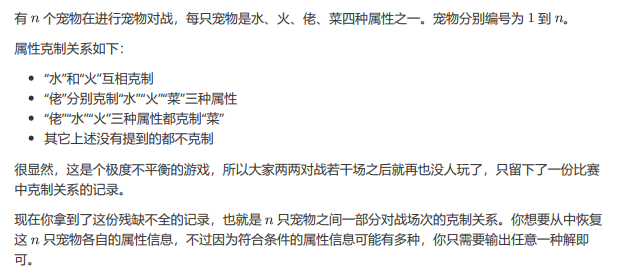 有 n 个宠物在进行宠物对战，每只宠物是水、火、佬、菜四种属性之一。宠物分别编号为 1 到 n。
属性克制关系如下：
• “水”和“火”互相克制
• “佬”分别克制“水”“火”“菜”三种属性
• “佬”“水”“火”三种属性都克制“菜”
• 其它上述没有提到的都不克制
很显然，这是个极度不平衡的游戏，所以大家两两对战若干场之后就再也没人玩了，只留下了一份比赛
中克制关系的记录。
现在你拿到了这份残缺不全的记录，也就是 n 只宠物之间一部分对战场次的克制关系。你想要从中恢复
这 n 只宠物各自的属性信息，不过因为符合条件的属性信息可能有多种，你只需要输出任意一种解即
可。